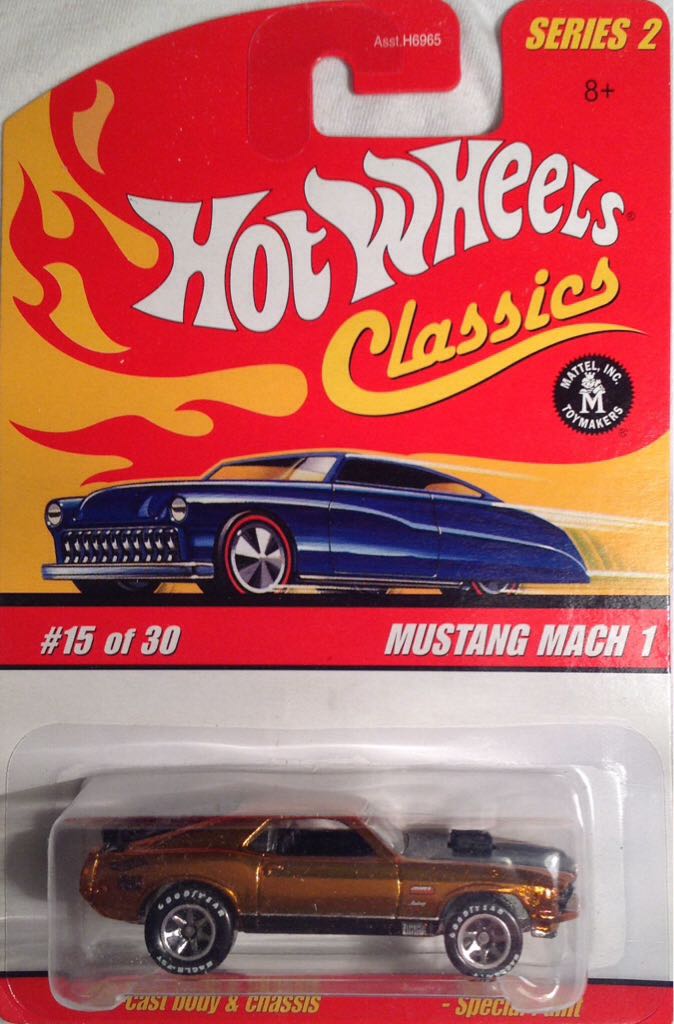 Asst.H6965
SERIES 2
8+
Hot Wheels®
Classics
MATTEL, INC.
M
TOYMAKERS
#15 of 30
MUSTANG MACH 1
GOODYEAR
GOODYEAR
Cast body & chassis
- Special Paint